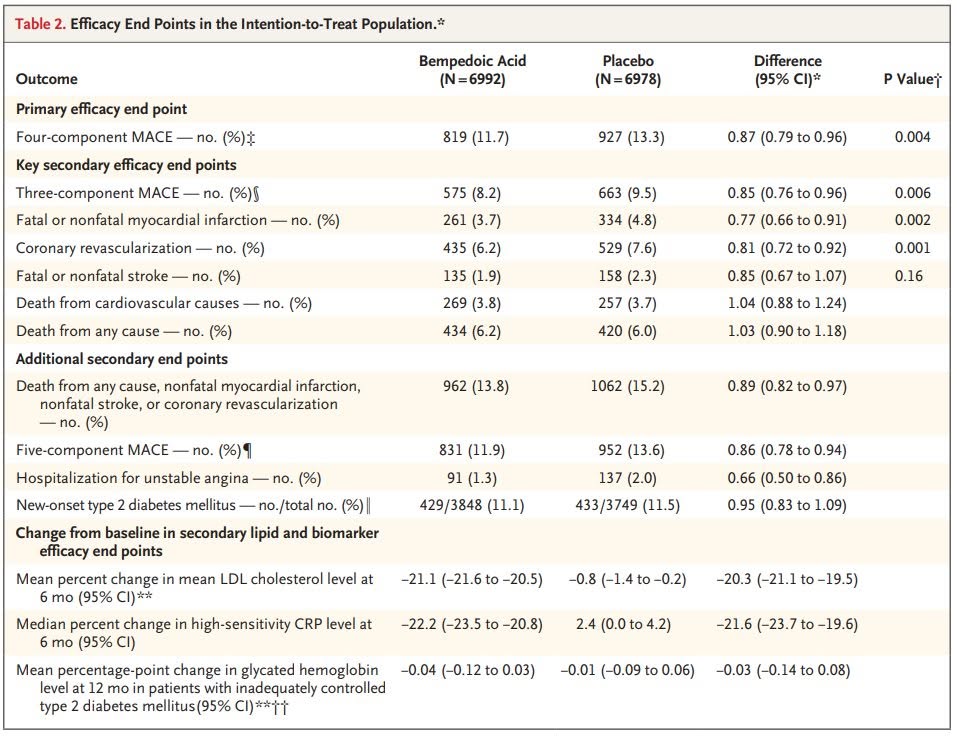 Table 2. Efficacy End Points in the Intention-to-Treat Population.*
Outcome Bempedoic Acid (N=6992) Placebo (N=6978) Difference (95% CI)* P Value†
Primary efficacy end point
Four-component MACE — no. (%)‡ 819 (11.7) 927 (13.3) 0.87 (0.79 to 0.96) 0.004
Key secondary efficacy end points
Three-component MACE — no. (%)§ 575 (8.2) 663 (9.5) 0.85 (0.76 to 0.96) 0.006
Fatal or nonfatal myocardial infarction — no. (%) 261 (3.7) 334 (4.8) 0.77 (0.66 to 0.91) 0.002
Coronary revascularization — no. (%) 435 (6.2) 529 (7.6) 0.81 (0.72 to 0.92) 0.001
Fatal or nonfatal stroke — no. (%) 135 (1.9) 158 (2.3) 0.85 (0.67 to 1.07) 0.16
Death from cardiovascular causes — no. (%) 269 (3.8) 257 (3.7) 1.04 (0.88 to 1.24)
Death from any cause — no. (%) 434 (6.2) 420 (6.0) 1.03 (0.90 to 1.18)
Additional secondary end points
Death from any cause, nonfatal myocardial infarction, 962 (13.8) 1062 (15.2) 0.89 (0.82 to 0.97)
nonfatal stroke, or coronary revascularization
— no. (%)
Five-component MACE — no. (%)¶ 831 (11.9) 952 (13.6) 0.86 (0.78 to 0.94)
Hospitalization for unstable angina — no. (%) 91 (1.3) 137 (2.0) 0.66 (0.50 to 0.86)
New-onset type 2 diabetes mellitus — no./total no. (%)‖ 429/3848 (11.1) 433/3749 (11.5) 0.95 (0.83 to 1.09)
Change from baseline in secondary lipid and biomarker
efficacy end points
Mean percent change in mean LDL cholesterol level at –21.1 (–21.6 to –20.5) –0.8 (–1.4 to –0.2) –20.3 (–21.1 to –19.5)
6 mo (95% CI)**
Median percent change in high-sensitivity CRP level at –22.2 (–23.5 to –20.8) 2.4 (0.0 to 4.2) –21.6 (–23.7 to –19.6)
6 mo (95% CI)
Mean percentage-point change in glycated hemoglobin –0.04 (–0.12 to 0.03) –0.01 (–0.09 to 0.06) –0.03 (–0.14 to 0.08)
level at 12 mo in patients with inadequately controlled
type 2 diabetes mellitus (95% CI)**††